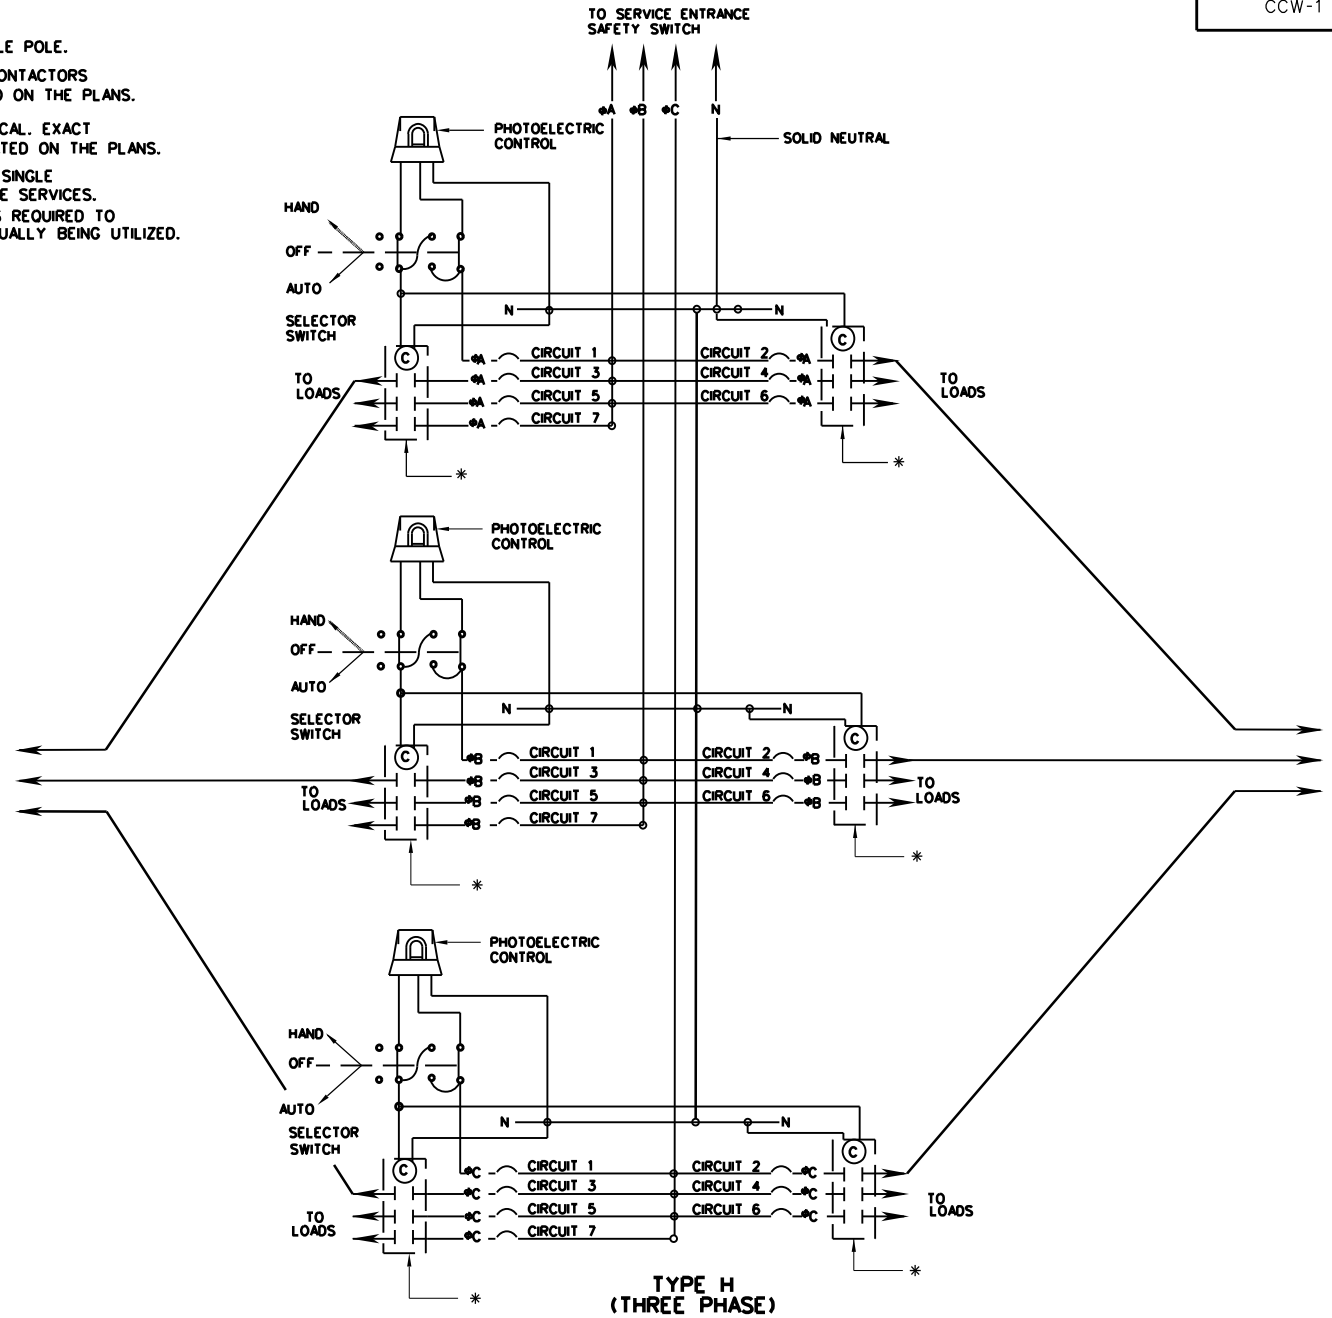 CCW-1
LE POLE.
ONTACTORS
D ON THE PLANS.
CAL. EXACT
TED ON THE PLANS.
SINGLE
E SERVICES.
S REQUIRED TO
UALLY BEING UTILIZED.
TO SERVICE ENTRANCE
SAFETY SWITCH
ΦA ΦB ΦC N
PHOTOELECTRIC
CONTROL
SOLID NEUTRAL
HAND
OFF
AUTO
SELECTOR
SWITCH
N N
C C
ΦA CIRCUIT 1 CIRCUIT 2 ΦA
ΦA CIRCUIT 3 CIRCUIT 4 ΦA
ΦA CIRCUIT 5 CIRCUIT 6 ΦA
ΦA CIRCUIT 7
TO
LOADS
TO
LOADS
*
*
PHOTOELECTRIC
CONTROL
HAND
OFF
AUTO
SELECTOR
SWITCH
N N
C C
ΦB CIRCUIT 1 CIRCUIT 2 ΦB
ΦB CIRCUIT 3 CIRCUIT 4 ΦB
ΦB CIRCUIT 5 CIRCUIT 6 ΦB
ΦB CIRCUIT 7
TO
LOADS
TO
LOADS
*
*
PHOTOELECTRIC
CONTROL
HAND
OFF
AUTO
SELECTOR
SWITCH
N N
C C
ΦC CIRCUIT 1 CIRCUIT 2 ΦC
ΦC CIRCUIT 3 CIRCUIT 4 ΦC
ΦC CIRCUIT 5 CIRCUIT 6 ΦC
ΦC CIRCUIT 7
TO
LOADS
TO
LOADS
*
*
TYPE H
(THREE PHASE)